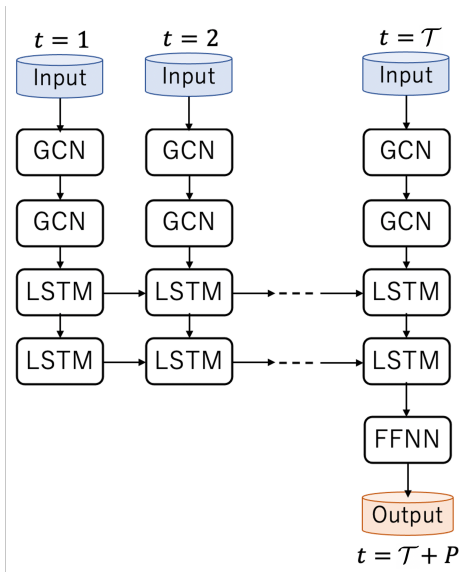 t = 1 t = 2 t = 𝒯
Input Input Input
GCN GCN GCN
GCN GCN GCN
LSTM LSTM LSTM
LSTM LSTM LSTM
FFNN
Output
t = 𝒯 + P